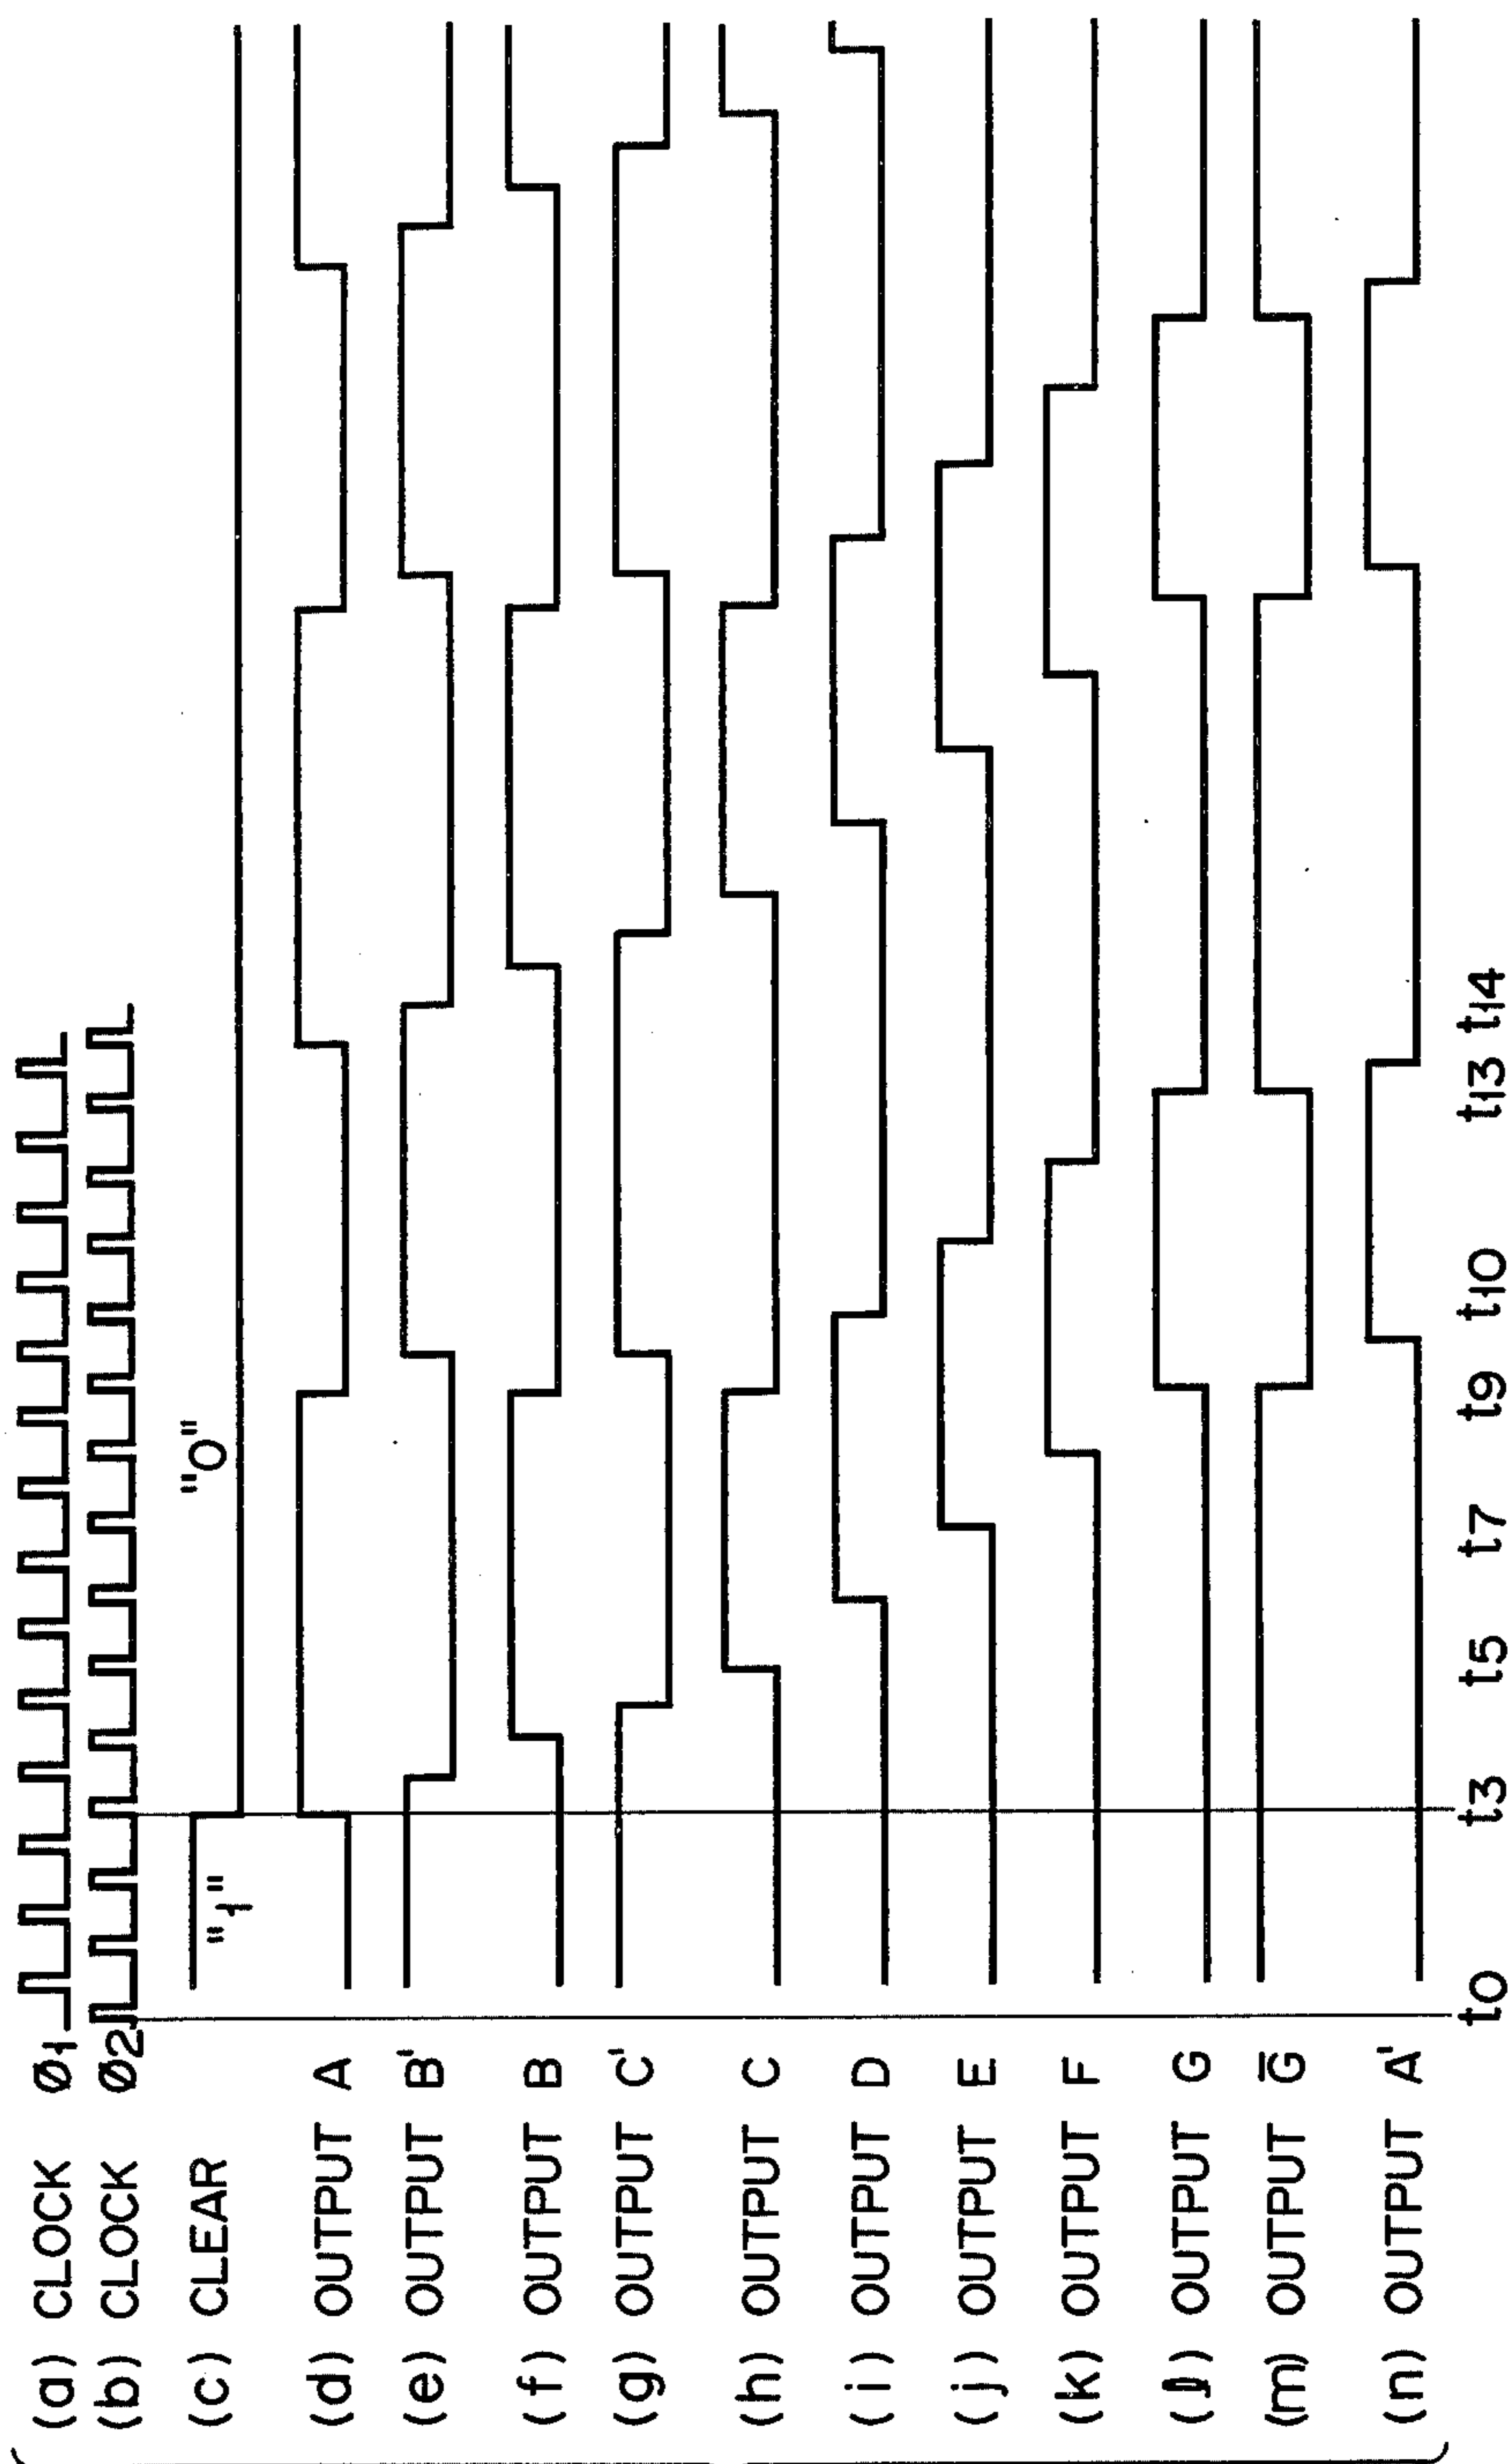 (a) CLOCK Ø1
(b) CLOCK Ø2
(c) CLEAR "1" "0"
(d) OUTPUT A
(e) OUTPUT B'
(f) OUTPUT B
(g) OUTPUT C'
(h) OUTPUT C
(i) OUTPUT D
(j) OUTPUT E
(k) OUTPUT F
(l) OUTPUT G
(m) OUTPUT G̅
(n) OUTPUT A'
t0 t3 t5 t7 t9 t10 t13 t14